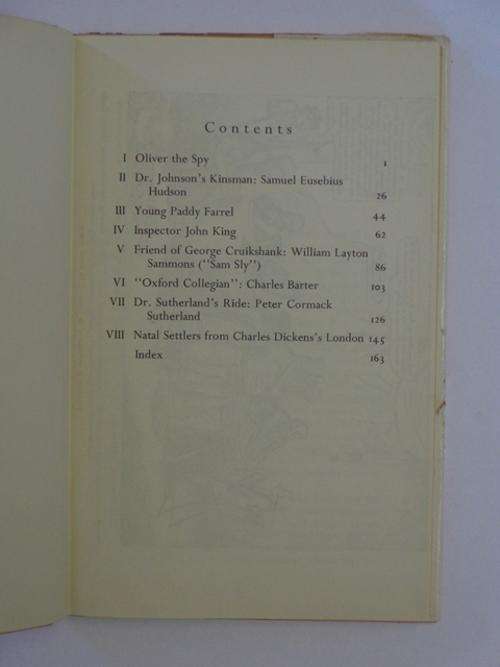 Contents
I Oliver the Spy 1
II Dr. Johnson's Kinsman: Samuel Eusebius
Hudson 26
III Young Paddy Farrel 44
IV Inspector John King 62
V Friend of George Cruikshank: William Layton
Sammons ("Sam Sly") 86
VI "Oxford Collegian": Charles Barter 103
VII Dr. Sutherland's Ride: Peter Cormack
Sutherland 126
VIII Natal Settlers from Charles Dickens's London 145
Index 163